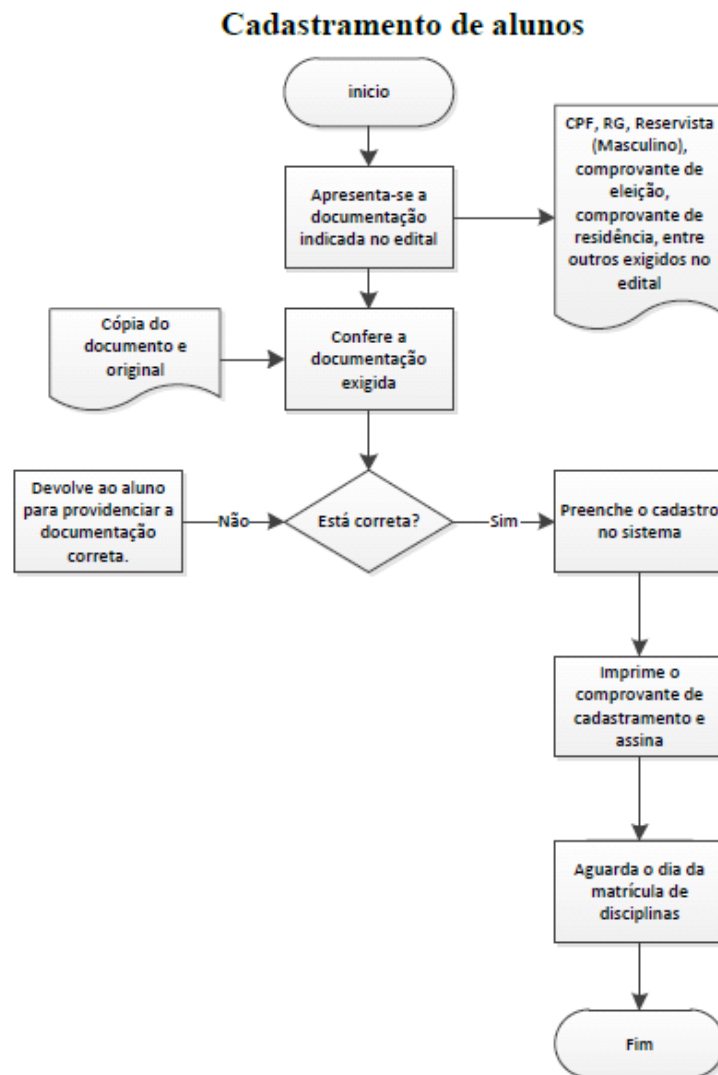 Cadastramento de alunos
inicio
Apresenta-se a
documentação
indicada no edital
CPF, RG, Reservista
(Masculino),
comprovante de
eleição,
comprovante de
residência, entre
outros exigidos no
edital
Cópia do
documento e
original
Confere a
documentação
exigida
Devolve ao aluno
para providenciar a
documentação
correta.
Não
Está correta?
Sim
Preenche o cadastro
no sistema
Imprime o
comprovante de
cadastramento e
assina
Aguarda o dia da
matrícula de
disciplinas
Fim